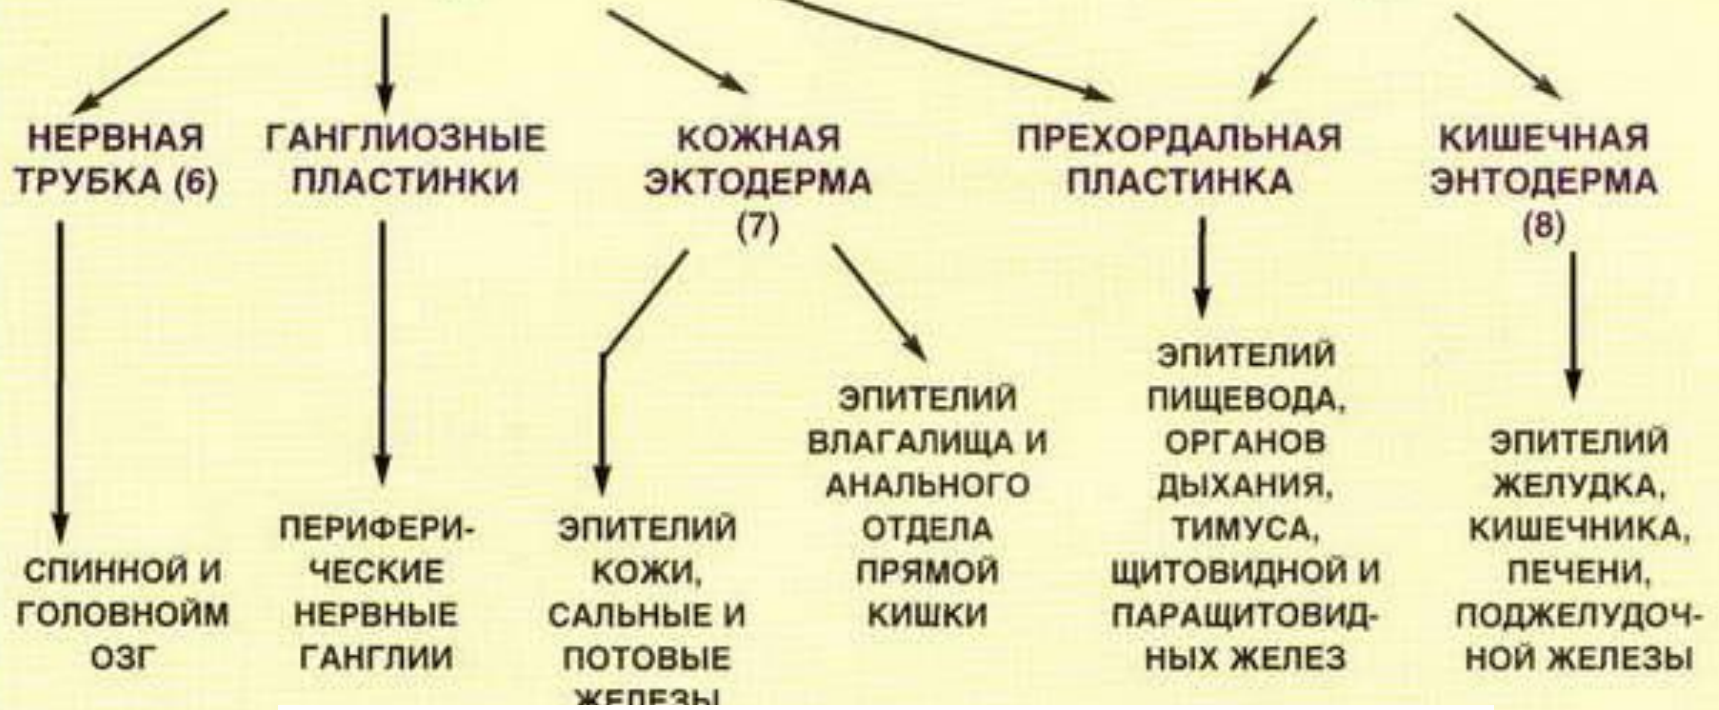 НЕРВНАЯ
ТРУБКА (6)
ГАНГЛИОЗНЫЕ
ПЛАСТИНКИ
КОЖНАЯ
ЭКТОДЕРМА
(7)
ПРЕХОРДАЛЬНАЯ
ПЛАСТИНКА
КИШЕЧНАЯ
ЭНТОДЕРМА
(8)
СПИННОЙ И
ГОЛОВНОЙМ
ОЗГ
ПЕРИФЕРИ-
ЧЕСКИЕ
НЕРВНЫЕ
ГАНГЛИИ
ЭПИТЕЛИЙ
КОЖИ,
САЛЬНЫЕ И
ПОТОВЫЕ
ЖЕЛЕЗЫ
ЭПИТЕЛИЙ
ВЛАГАЛИЩА И
АНАЛЬНОГО
ОТДЕЛА
ПРЯМОЙ
КИШКИ
ЭПИТЕЛИЙ
ПИЩЕВОДА,
ОРГАНОВ
ДЫХАНИЯ,
ТИМУСА,
ЩИТОВИДНОЙ И
ПАРАЩИТОВИД-
НЫХ ЖЕЛЕЗ
ЭПИТЕЛИЙ
ЖЕЛУДКА,
КИШЕЧНИКА,
ПЕЧЕНИ,
ПОДЖЕЛУДОЧ-
НОЙ ЖЕЛЕЗЫ